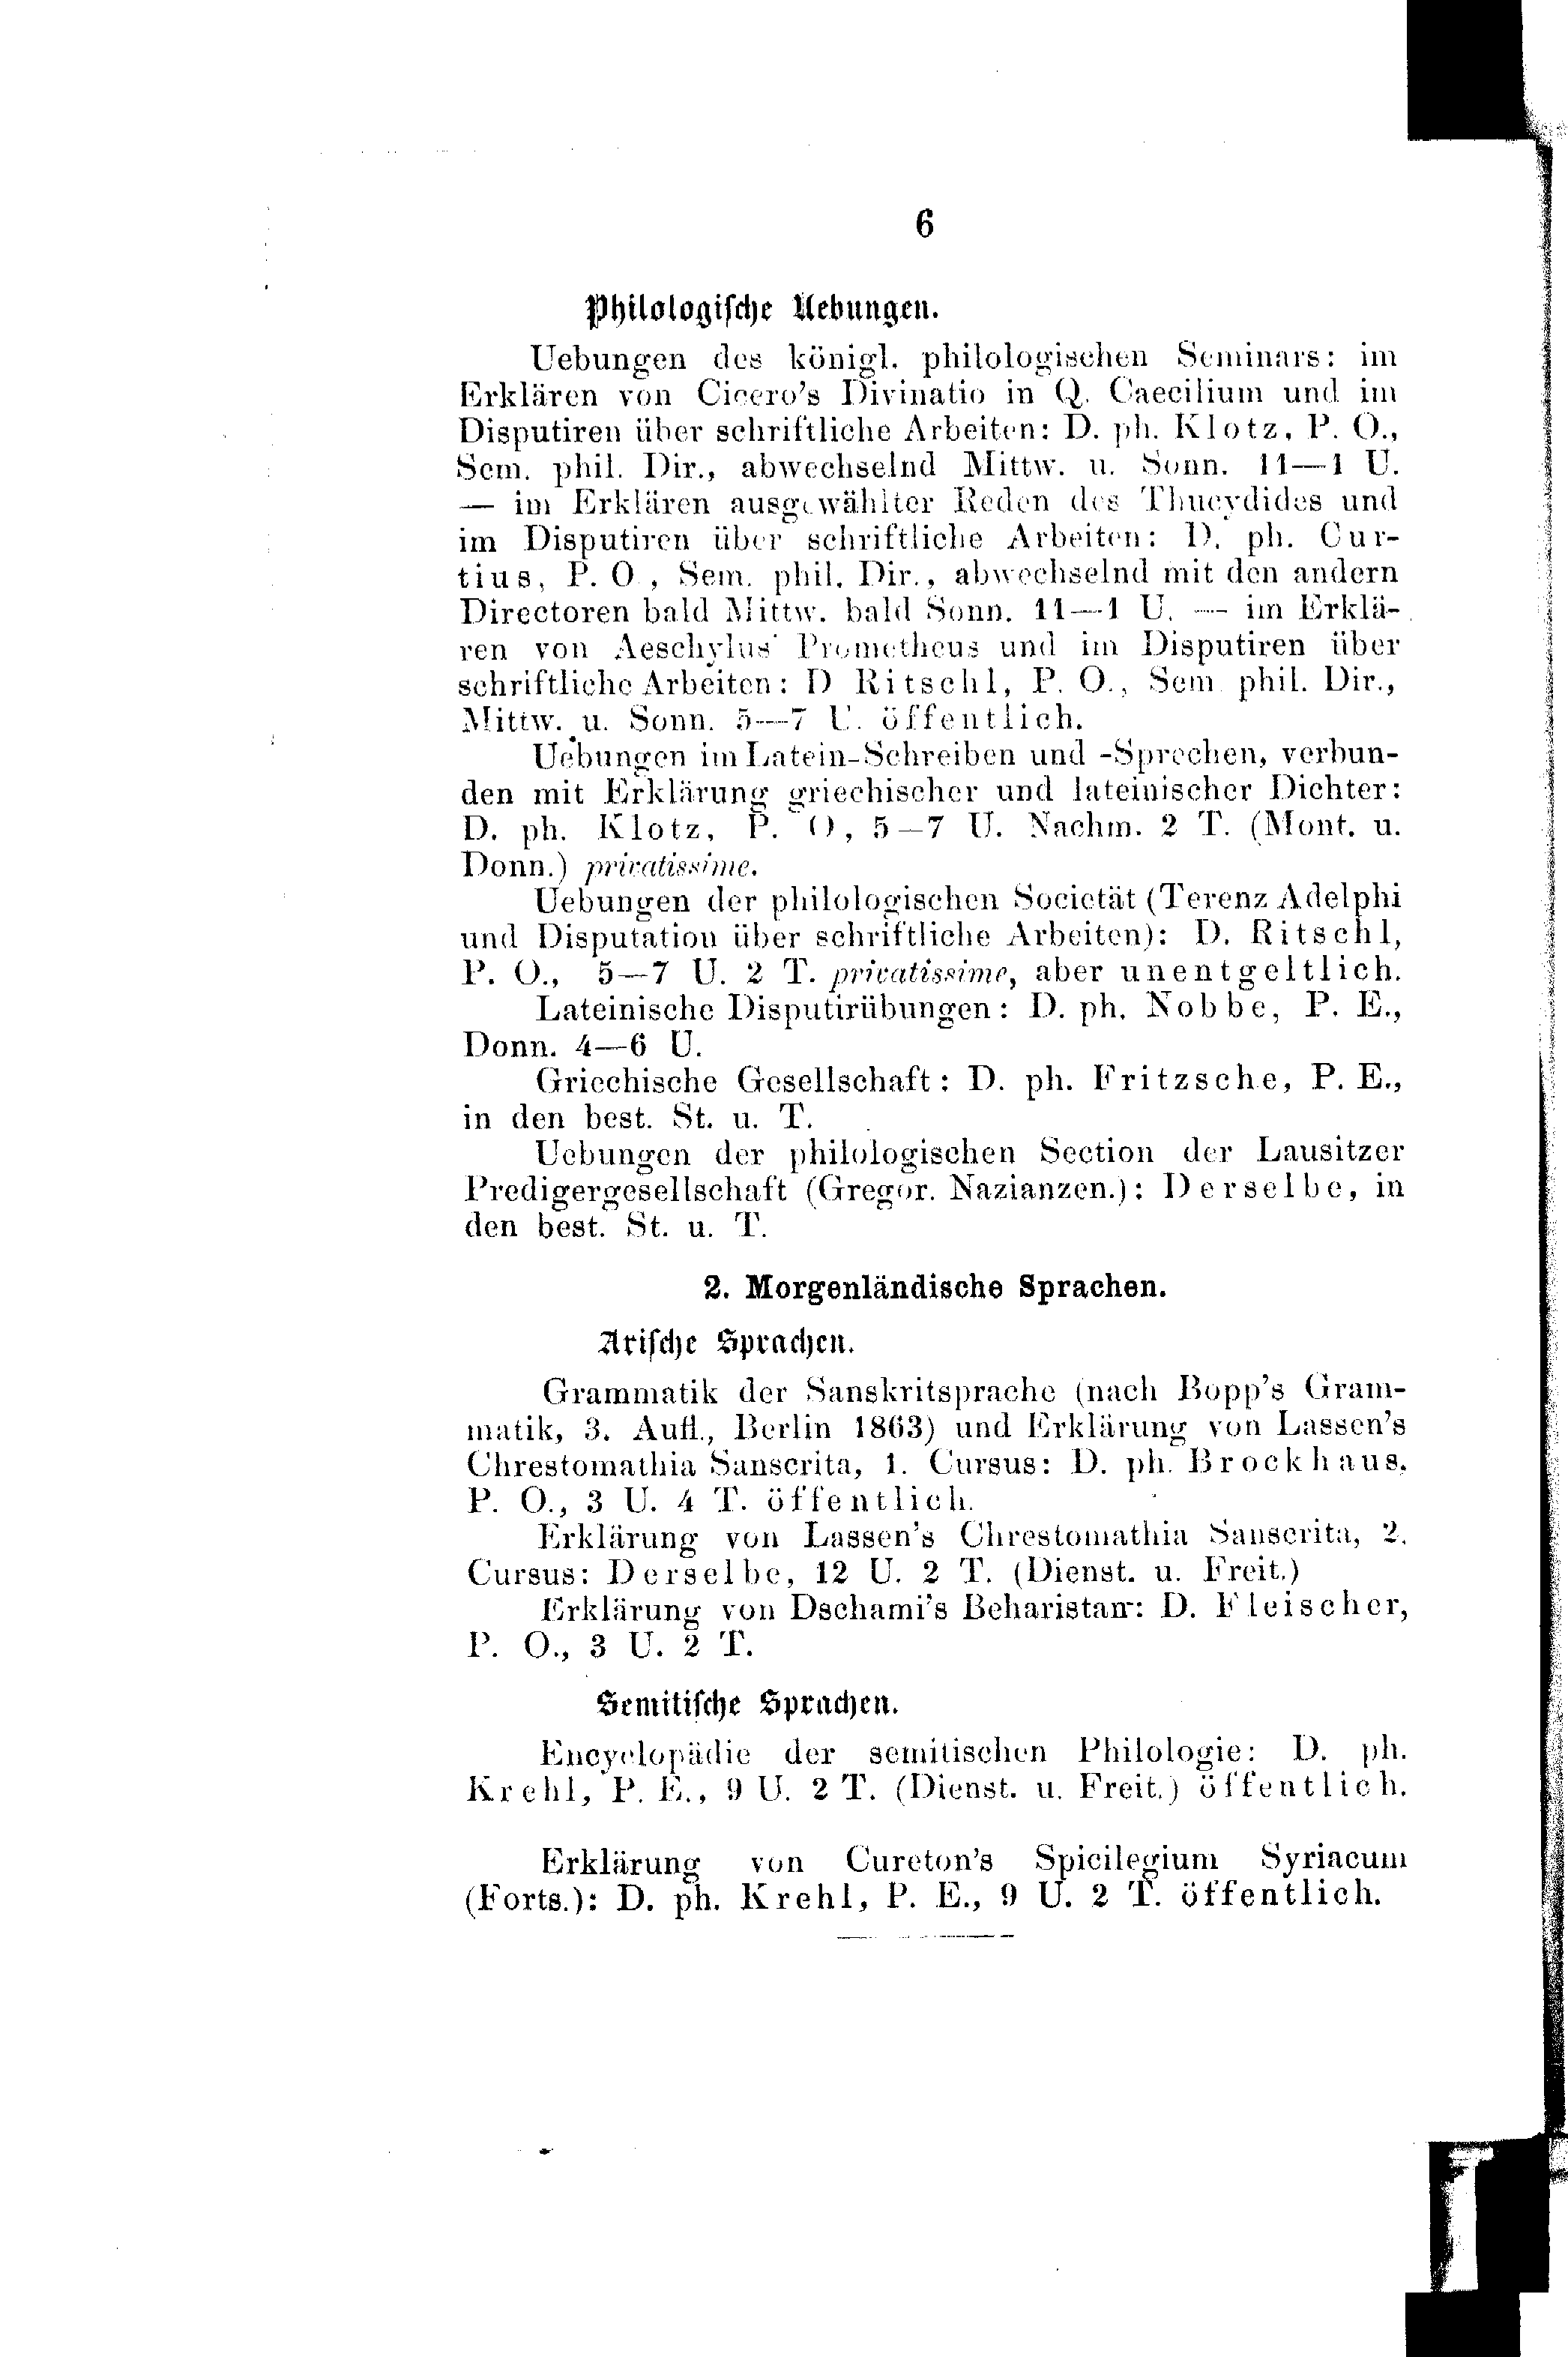 6
Philologische Uebungen.
Uebungen des königl. philologischen Seminars: im
Erklären von Cicero's Divinatio in Q. Caecilium und im
Disputiren über schriftliche Arbeiten: D. ph. Klotz, P. O.,
Sem. phil. Dir., abwechselnd Mittw. u. Sonn. 11—1 U.
— im Erklären ausgewählter Reden des Thucydides und
im Disputiren über schriftliche Arbeiten: D. ph. Cur-
tius, P. O., Sem. phil. Dir., abwechselnd mit den andern
Directoren bald Mittw. bald Sonn. 11—1 U. — im Erklä-
ren von Aeschylus' Prometheus und im Disputiren über
schriftliche Arbeiten: D Ritschl, P. O., Sem phil. Dir.,
Mittw. u. Sonn. 5—7 U. öffentlich.
Uebungen im Latein-Schreiben und -Sprechen, verbun-
den mit Erklärung griechischer und lateinischer Dichter:
D. ph. Klotz, P. O, 5—7 U. Nachm. 2 T. (Mont. u.
Donn.) privatissime.
Uebungen der philologischen Societät (Terenz Adelphi
und Disputation über schriftliche Arbeiten): D. Ritschl,
P. O., 5—7 U. 2 T. privatissime, aber unentgeltlich.
Lateinische Disputirübungen: D. ph. Nobbe, P. E.,
Donn. 4—6 U.
Griechische Gesellschaft: D. ph. Fritzsche, P. E.,
in den best. St. u. T.
Uebungen der philologischen Section der Lausitzer
Predigergesellschaft (Gregor. Nazianzen.): Derselbe, in
den best. St. u. T.
2. Morgenländische Sprachen.
Arische Sprachen.
Grammatik der Sanskritsprache (nach Bopp's Gram-
matik, 3. Aufl., Berlin 1863) und Erklärung von Lassen's
Chrestomathia Sanscrita, 1. Cursus: D. ph. Brockhaus,
P. O., 3 U. 4 T. öffentlich.
Erklärung von Lassen's Chrestomathia Sanscrita, 2.
Cursus: Derselbe, 12 U. 2 T. (Dienst. u. Freit.)
Erklärung von Dschami's Beharistan: D. Fleischer,
P. O., 3 U. 2 T.
Semitische Sprachen.
Encyclopädie der semitischen Philologie: D. ph.
Krehl, P. E., 9 U. 2 T. (Dienst. u. Freit.) öffentlich.
Erklärung von Cureton's Spicilegium Syriacum
(Forts.): D. ph. Krehl, P. E., 9 U. 2 T. öffentlich.